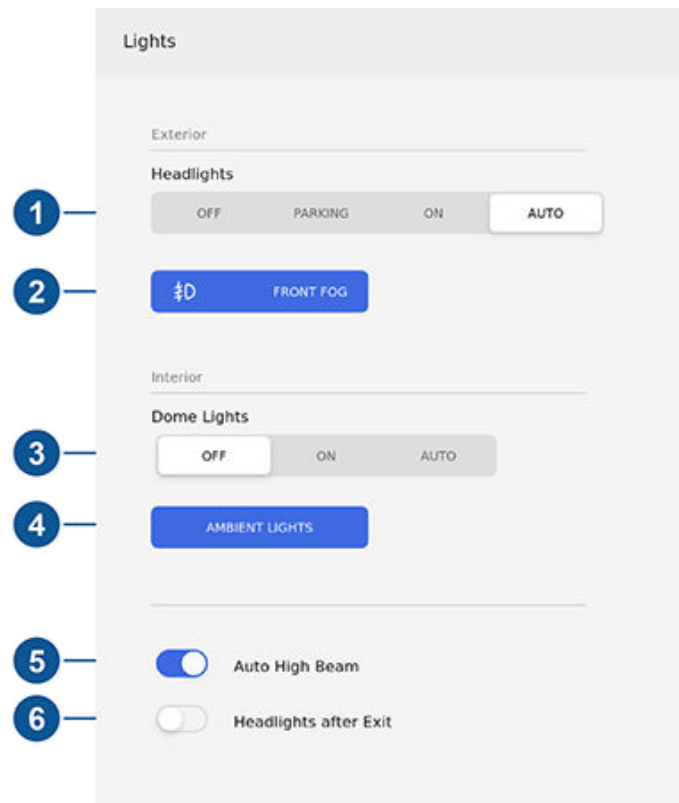 Lights
Exterior
Headlights
1
OFF PARKING ON AUTO
2
FRONT FOG
Interior
Dome Lights
3
OFF ON AUTO
4
AMBIENT LIGHTS
5
Auto High Beam
6
Headlights after Exit